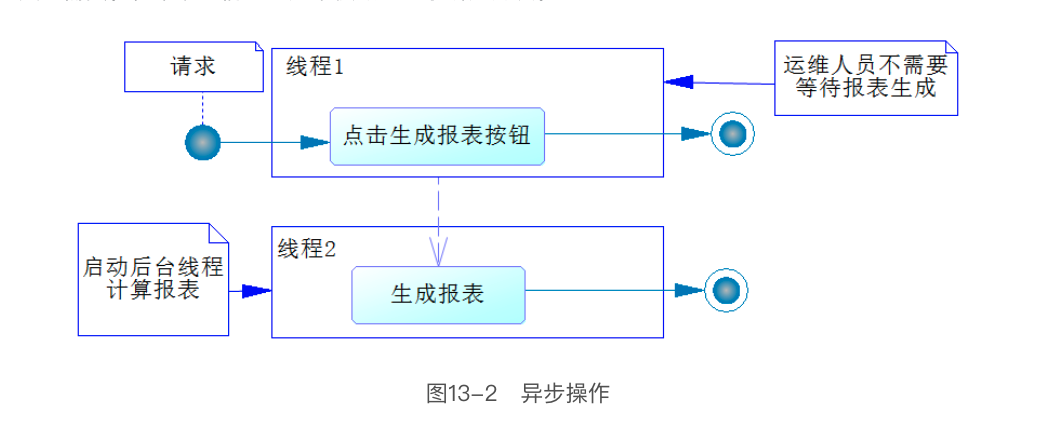 请求
线程1
运维人员不需要
等待报表生成
点击生成报表按钮
线程2
启动后台线程
计算报表
生成报表
图13-2 异步操作